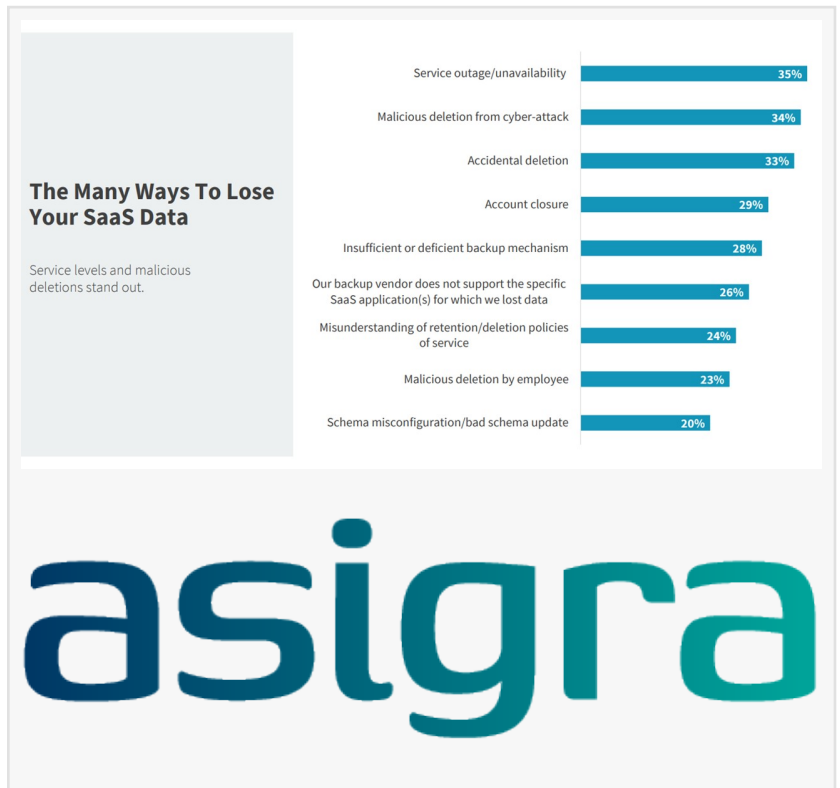 The Many Ways To Lose
Your SaaS Data
Service levels and malicious
deletions stand out.
Service outage/unavailability 35%
Malicious deletion from cyber-attack 34%
Accidental deletion 33%
Account closure 29%
Insufficient or deficient backup mechanism 28%
Our backup vendor does not support the specific
SaaS application(s) for which we lost data 26%
Misunderstanding of retention/deletion policies
of service 24%
Malicious deletion by employee 23%
Schema misconfiguration/bad schema update 20%
asigra